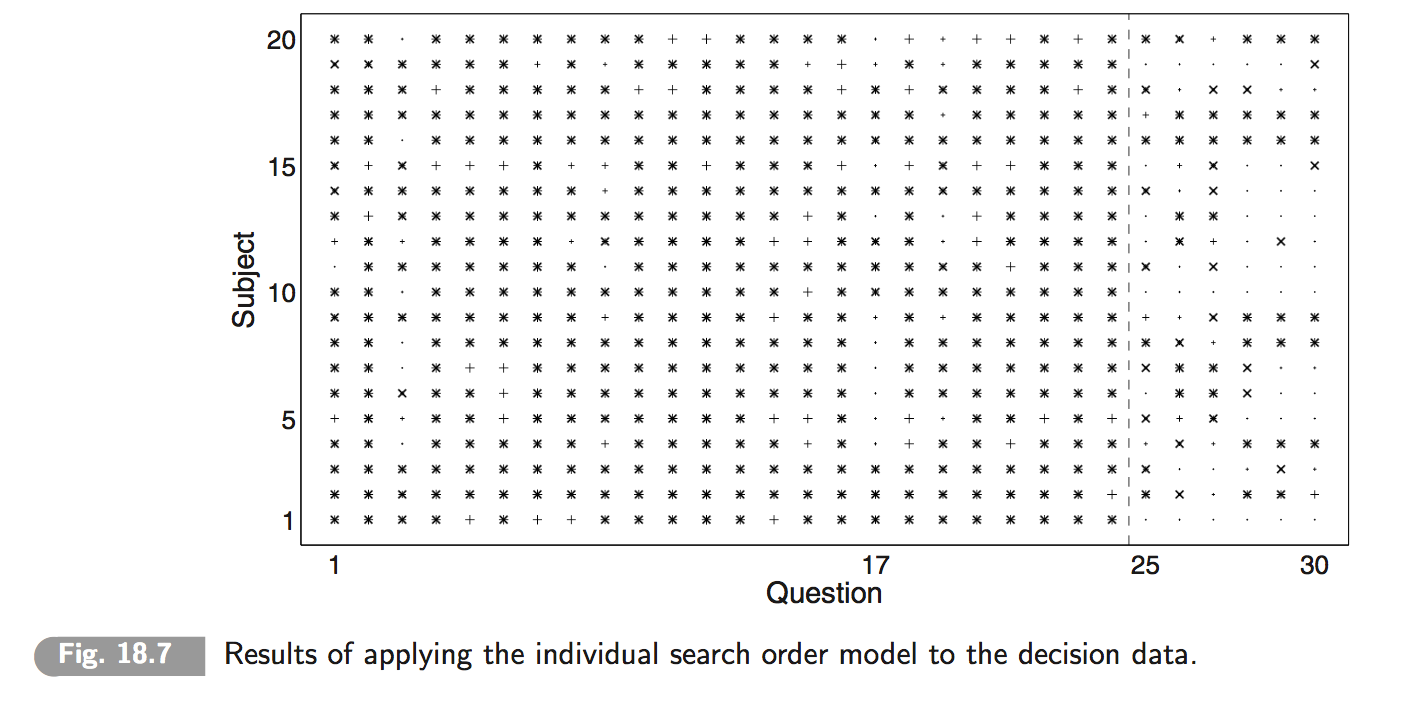 20
15
10
5
1
Subject
1 17 25 30
Question
Fig. 18.7 Results of applying the individual search order model to the decision data.